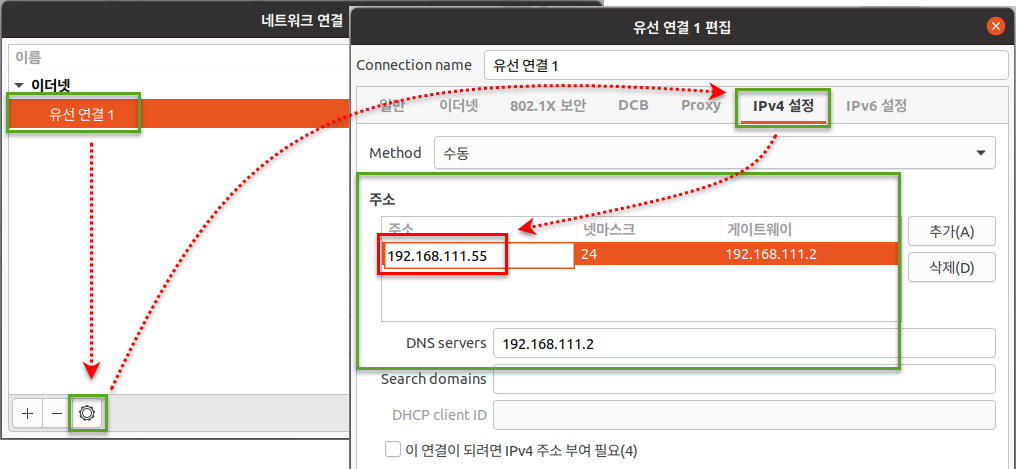 네트워크 연결
이름
이더넷
유선 연결 1
유선 연결 1 편집
Connection name 유선 연결 1
일반 이더넷 802.1X 보안 DCB Proxy IPv4 설정 IPv6 설정
Method 수동
주소
주소 넷마스크 게이트웨이
192.168.111.55 24 192.168.111.2
추가(A)
삭제(D)
DNS servers 192.168.111.2
Search domains
DHCP client ID
이 연결이 되려면 IPv4 주소 부여 필요(4)